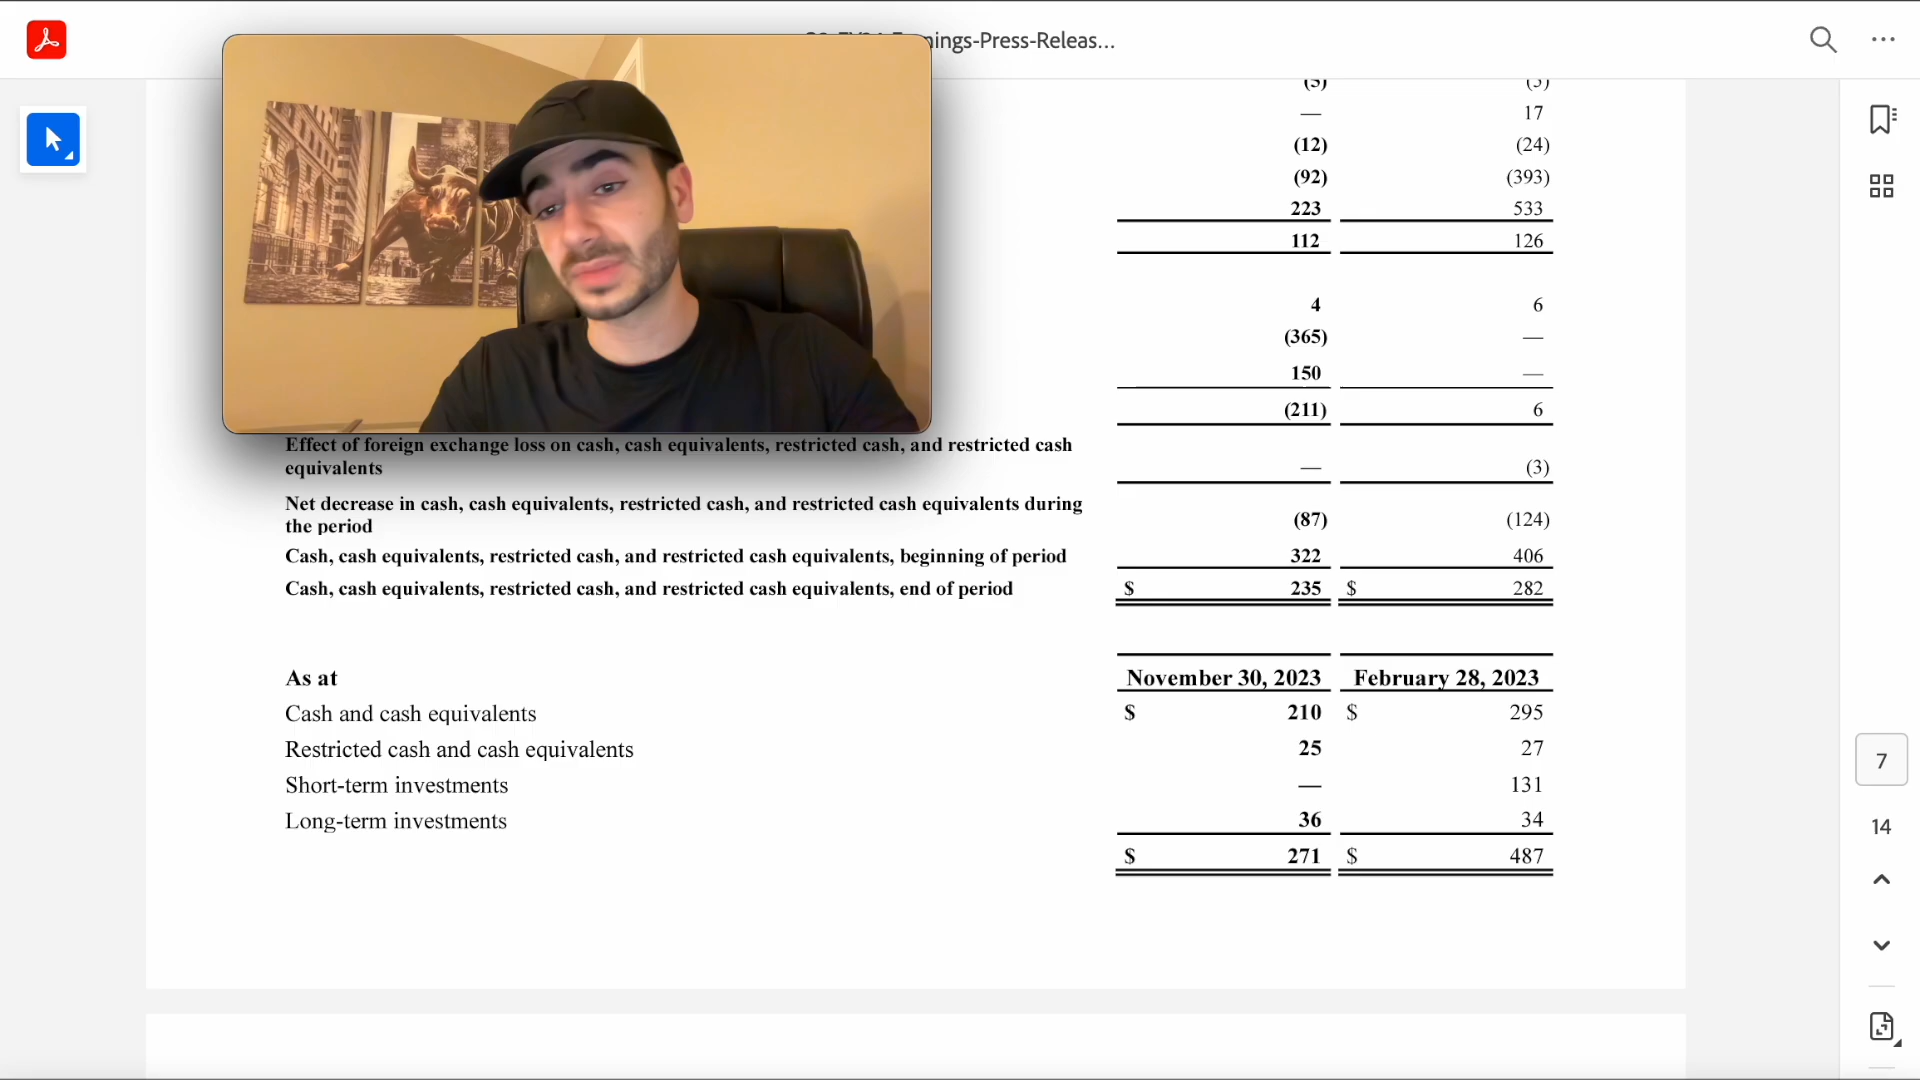 nings-Press-Releas...
(5) (5)
— 17
(12) (24)
(92) (393)
223 533
112 126
4 6
(365) —
150 —
(211) 6
Effect of foreign exchange loss on cash, cash equivalents, restricted cash, and restricted cash
equivalents — (3)
Net decrease in cash, cash equivalents, restricted cash, and restricted cash equivalents during
the period (87) (124)
Cash, cash equivalents, restricted cash, and restricted cash equivalents, beginning of period 322 406
Cash, cash equivalents, restricted cash, and restricted cash equivalents, end of period $ 235 $ 282
As at November 30, 2023 February 28, 2023
Cash and cash equivalents $ 210 $ 295
Restricted cash and cash equivalents 25 27
Short-term investments — 131
Long-term investments 36 34
$ 271 $ 487
7
14